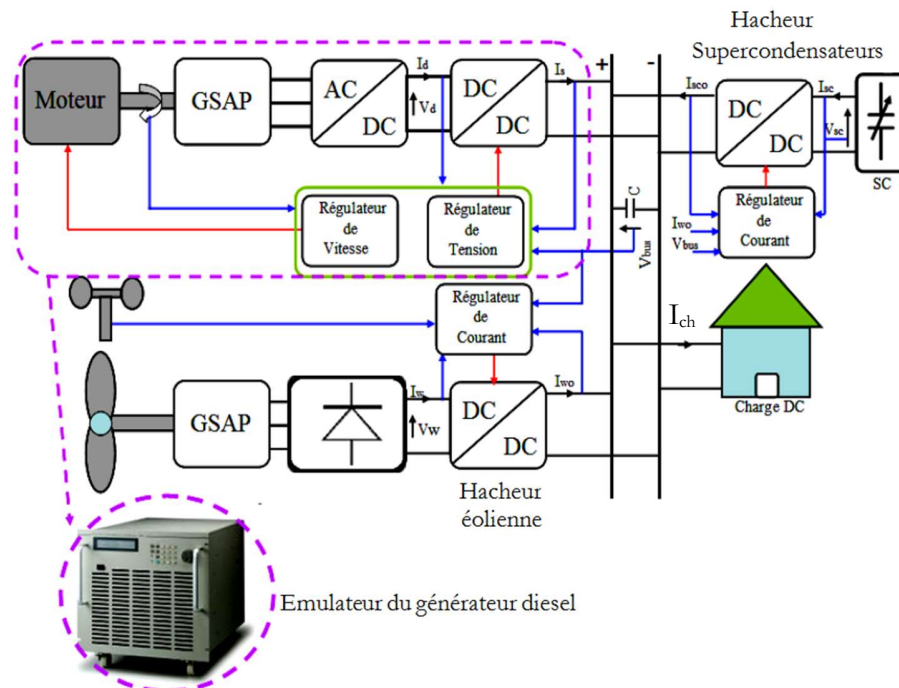 Hacheur
Supercondensateurs
Moteur
GSAP
AC
DC
Id
Vd
DC
DC
Is
+
-
Isco
DC
DC
Isc
Vsc
SC
Régulateur
de
Vitesse
Régulateur
de
Tension
C
Vbus
Iwo
Vbus
Régulateur
de
Courant
Régulateur
de
Courant
Ich
Charge DC
GSAP
Iw
Vw
DC
DC
Iwo
Hacheur
éolienne
Emulateur du générateur diesel